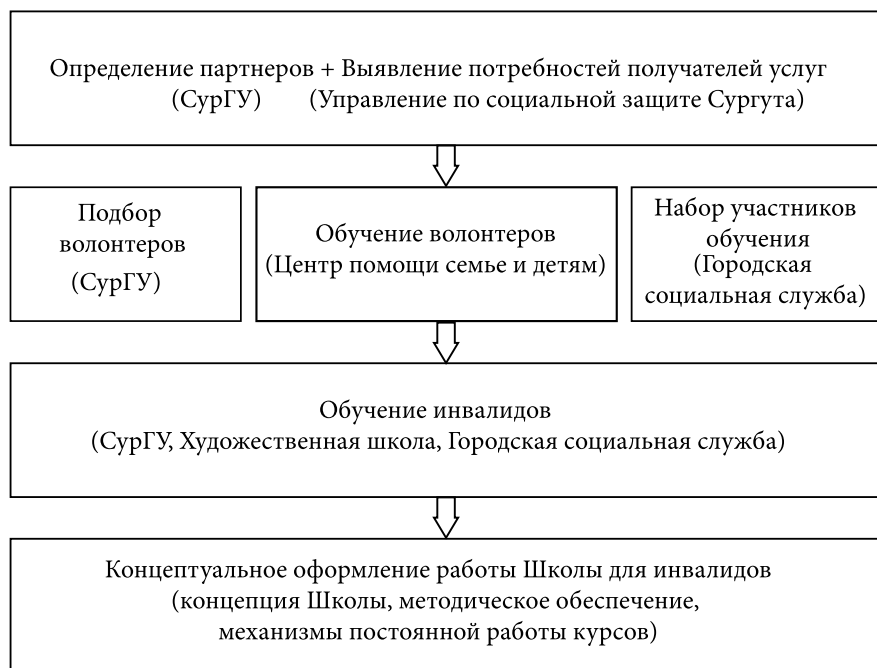 Определение партнеров + Выявление потребностей получателей услуг
(СурГУ) (Управление по социальной защите Сургута)
Подбор
волонтеров
(СурГУ)
Обучение волонтеров
(Центр помощи семье и детям)
Набор участников
обучения
(Городская
социальная служба)
Обучение инвалидов
(СурГУ, Художественная школа, Городская социальная служба)
Концептуальное оформление работы Школы для инвалидов
(концепция Школы, методическое обеспечение,
механизмы постоянной работы курсов)